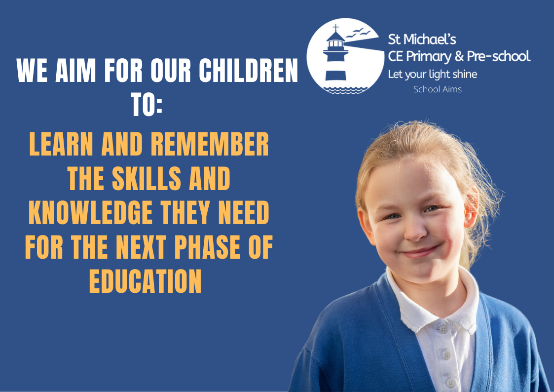 WE AIM FOR OUR CHILDREN
TO:
LEARN AND REMEMBER
THE SKILLS AND
KNOWLEDGE THEY NEED
FOR THE NEXT PHASE OF
EDUCATION
St Michael's
CE Primary & Pre-school
Let your light shine
School Aims